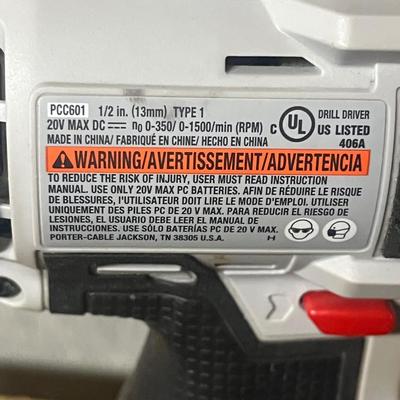 PCC601 1/2 in. (13mm) TYPE 1
20V MAX DC n0 0-350/ 0-1500/min (RPM)
MADE IN CHINA/ FABRIQUÉ EN CHINE/ HECHO EN CHINA
C UL US LISTED
DRILL DRIVER
406A
WARNING/AVERTISSEMENT/ADVERTENCIA
TO REDUCE THE RISK OF INJURY, USER MUST READ INSTRUCTION
MANUAL. USE ONLY 20V MAX PC BATTERIES. AFIN DE RÉDUIRE LE RISQUE
DE BLESSURES, L'UTILISATEUR DOIT LIRE LE MODE D'EMPLOI. UTILISER
UNIQUEMENT DES PILES PC DE 20 V MAX. PARA REDUCIR EL RIESGO DE
LESIONES, EL USUARIO DEBE LEER EL MANUAL DE
INSTRUCCIONES. USE SÓLO BATERÍAS PC DE 20 V MAX.
PORTER-CABLE JACKSON, TN 38305 U.S.A.
H